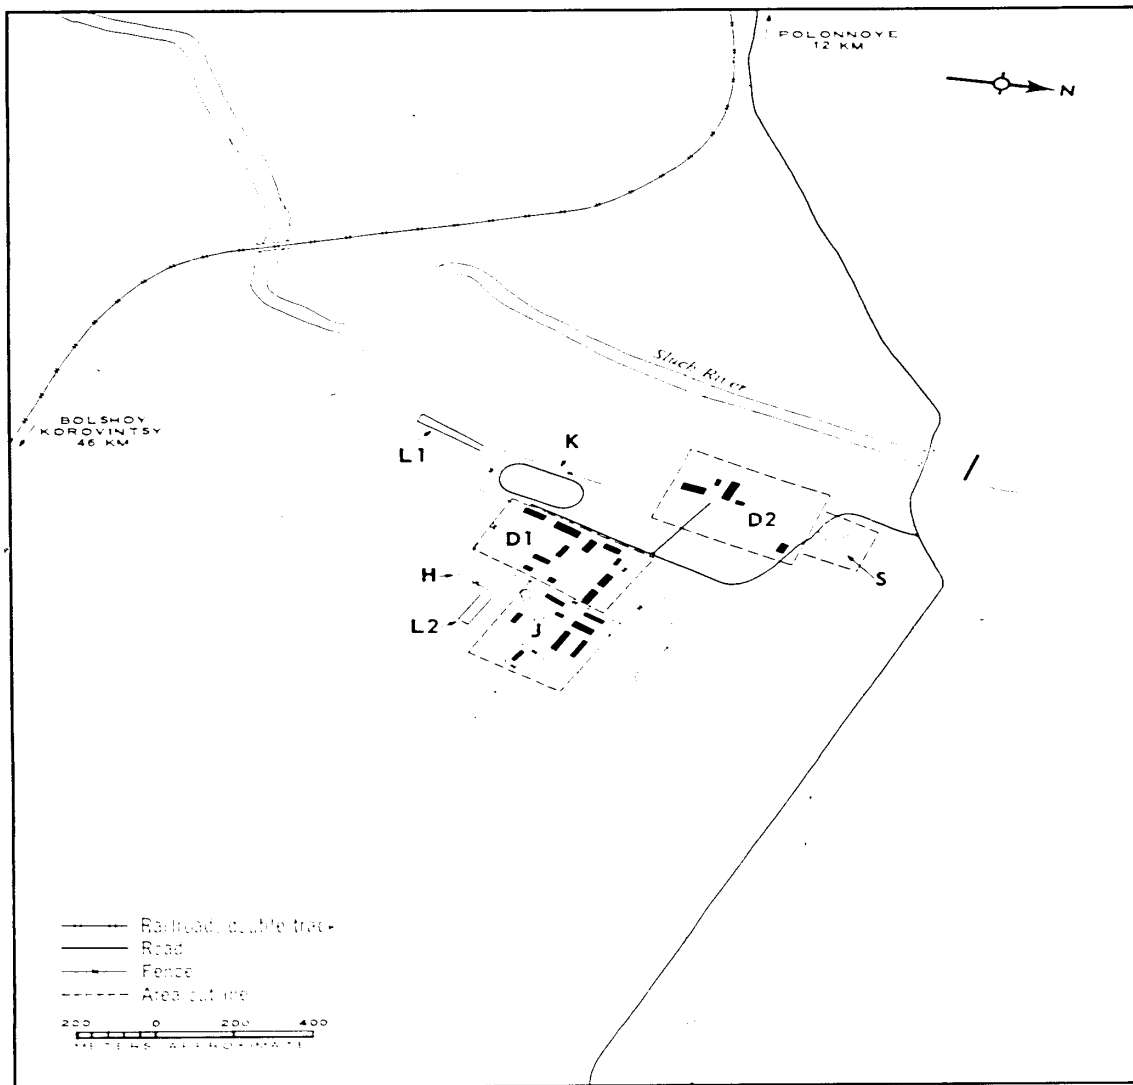 POLONNOYE
12 KM
N
Sluch River
BOLSHOY
KOROVINTSY
46 KM
L1
K
D2
D1
H
S
L2
J
Railroad, double track
Road
Fence
Area outline
200 0 200 400
METERS APPROXIMATE